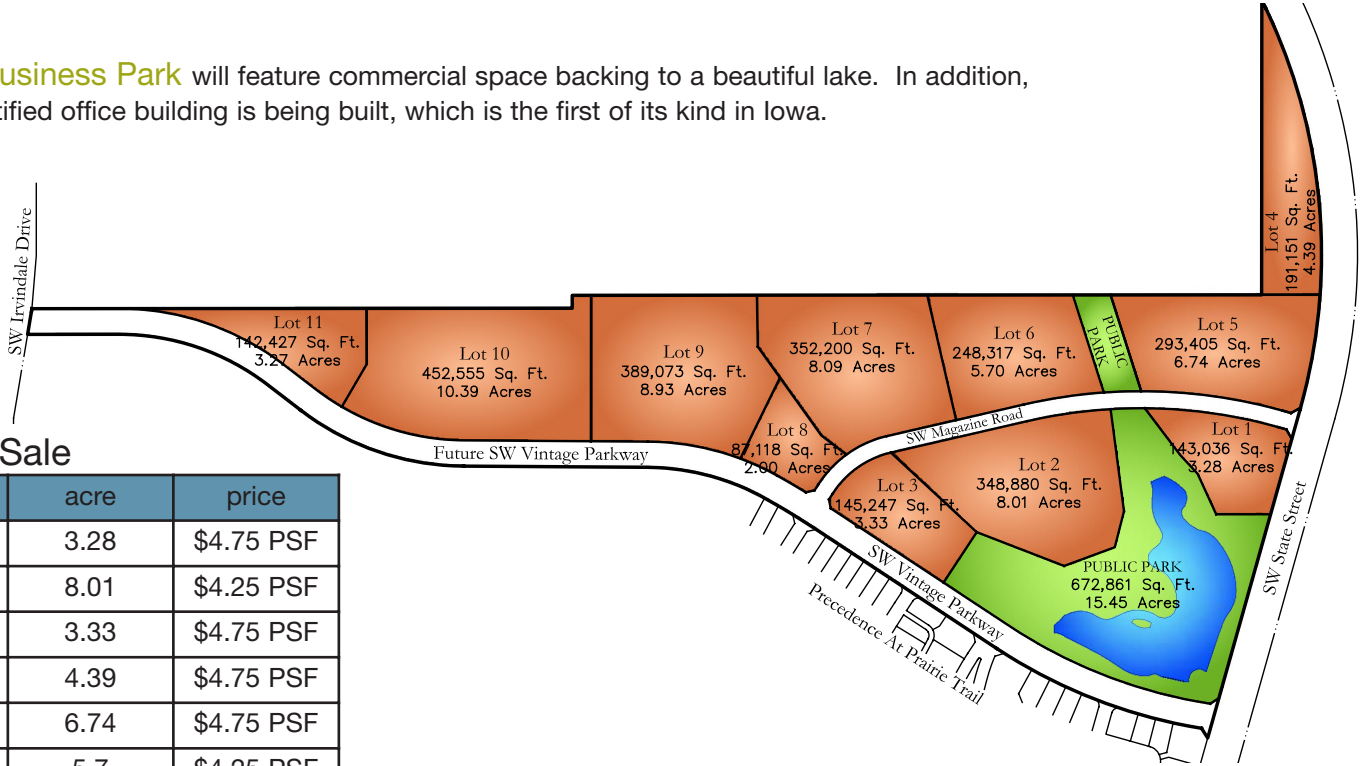 usiness Park will feature commercial space backing to a beautiful lake. In addition,
tified office building is being built, which is the first of its kind in Iowa.
SW Irvindale Drive
Lot 4
191,151 Sq. Ft.
4.39 Acres
Lot 11
142,427 Sq. Ft.
3.27 Acres
Lot 10
452,555 Sq. Ft.
10.39 Acres
Lot 9
389,073 Sq. Ft.
8.93 Acres
Lot 7
352,200 Sq. Ft.
8.09 Acres
Lot 6
248,317 Sq. Ft.
5.70 Acres
PUBLIC
PARK
Lot 5
293,405 Sq. Ft.
6.74 Acres
Lot 8
87,118 Sq. Ft.
2.00 Acres
SW Magazine Road
Lot 1
143,036 Sq. Ft.
3.28 Acres
Future SW Vintage Parkway
Lot 3
145,247 Sq. Ft.
3.33 Acres
Lot 2
348,880 Sq. Ft.
8.01 Acres
SW State Street
PUBLIC PARK
672,861 Sq. Ft.
15.45 Acres
SW Vintage Parkway
Precedence At Prairie Trail
Sale
acre price
3.28 $4.75 PSF
8.01 $4.25 PSF
3.33 $4.75 PSF
4.39 $4.75 PSF
6.74 $4.75 PSF
5.7 $4.25 PSF